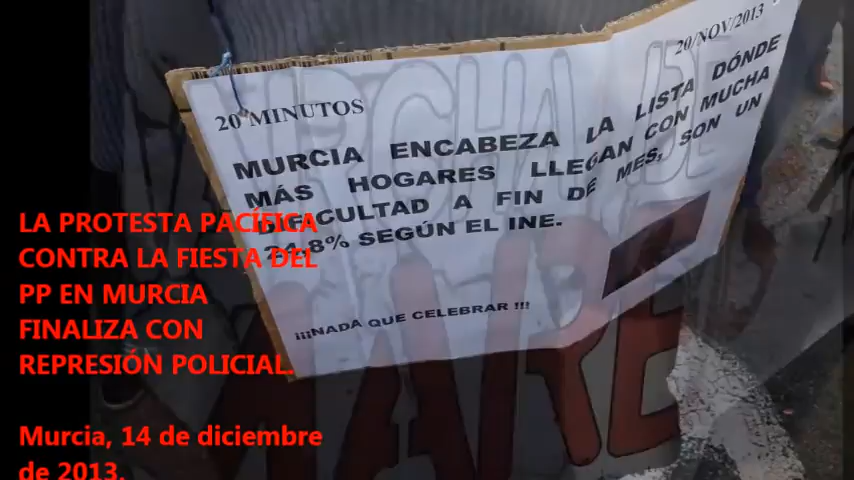 20 MINUTOS
20/NOV/2013
MURCIA ENCABEZA LA LISTA DÓNDE
MÁS HOGARES LLEGAN CON MUCHA
DIFICULTAD A FIN DE MES, SON UN
24,8% SEGÚN EL INE.
¡¡¡NADA QUE CELEBRAR !!!
LA PROTESTA PACÍFICA
CONTRA LA FIESTA DEL
PP EN MURCIA
FINALIZA CON
REPRESIÓN POLICIAL.
Murcia, 14 de diciembre
de 2013.